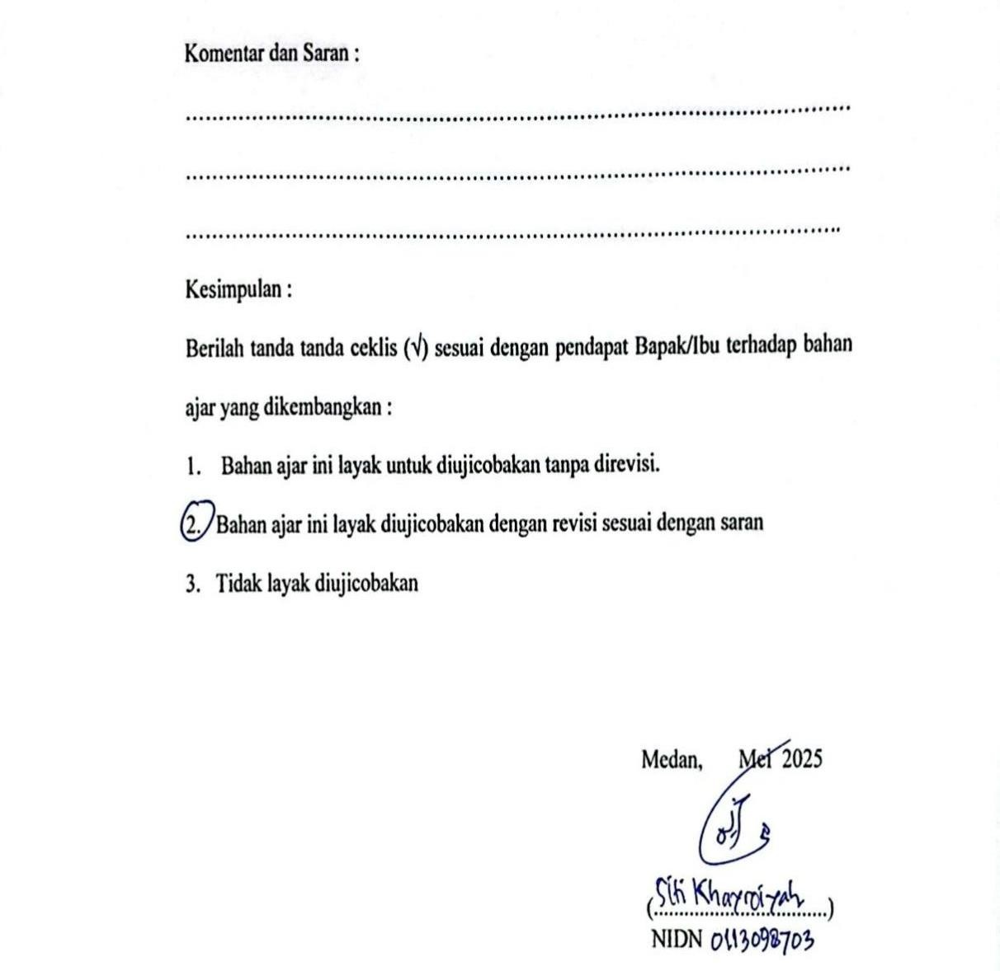 Komentar dan Saran :
........................................................................................................
........................................................................................................
........................................................................................................
Kesimpulan :
Berilah tanda tanda ceklis (√) sesuai dengan pendapat Bapak/Ibu terhadap bahan
ajar yang dikembangkan :
1. Bahan ajar ini layak untuk diujicobakan tanpa direvisi.
2. Bahan ajar ini layak diujicobakan dengan revisi sesuai dengan saran
3. Tidak layak diujicobakan
Medan, Mei 2025
(Siti Khayroiyah)
NIDN 0113098703